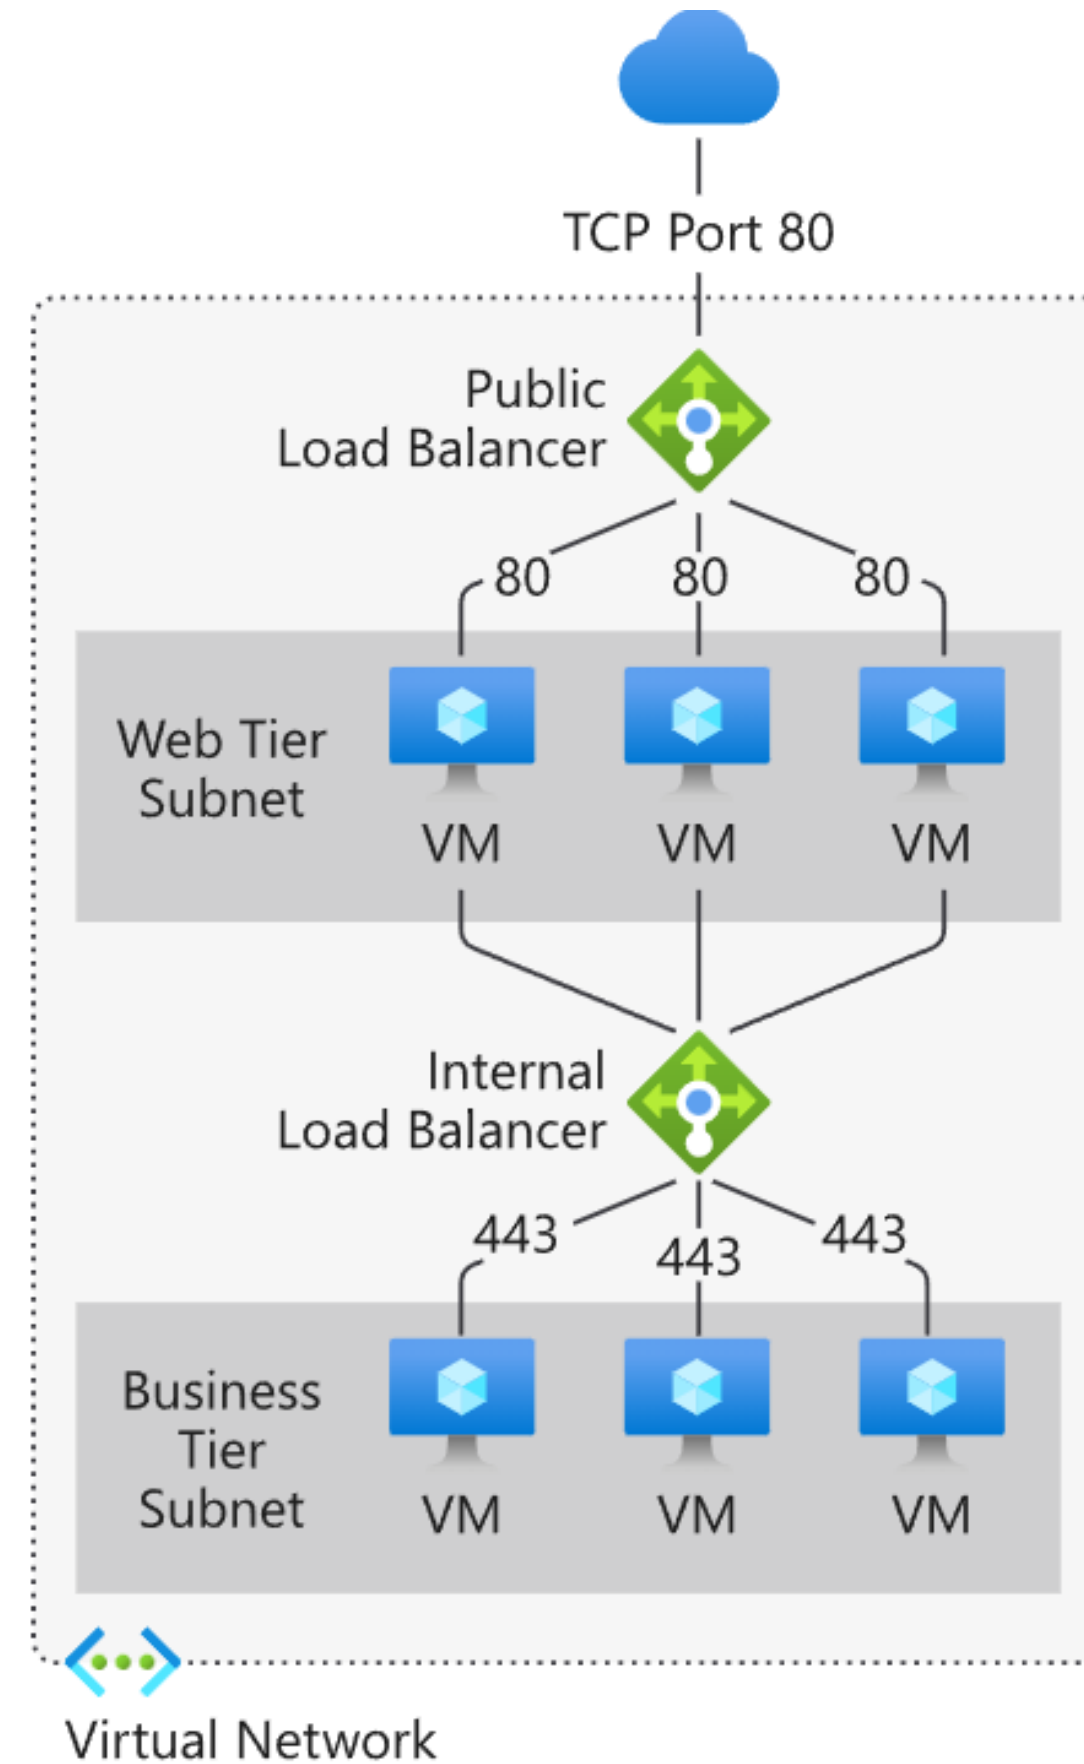 TCP Port 80
Public
Load Balancer
80 80 80
Web Tier
Subnet
VM VM VM
Internal
Load Balancer
443 443 443
Business
Tier
Subnet
VM VM VM
Virtual Network